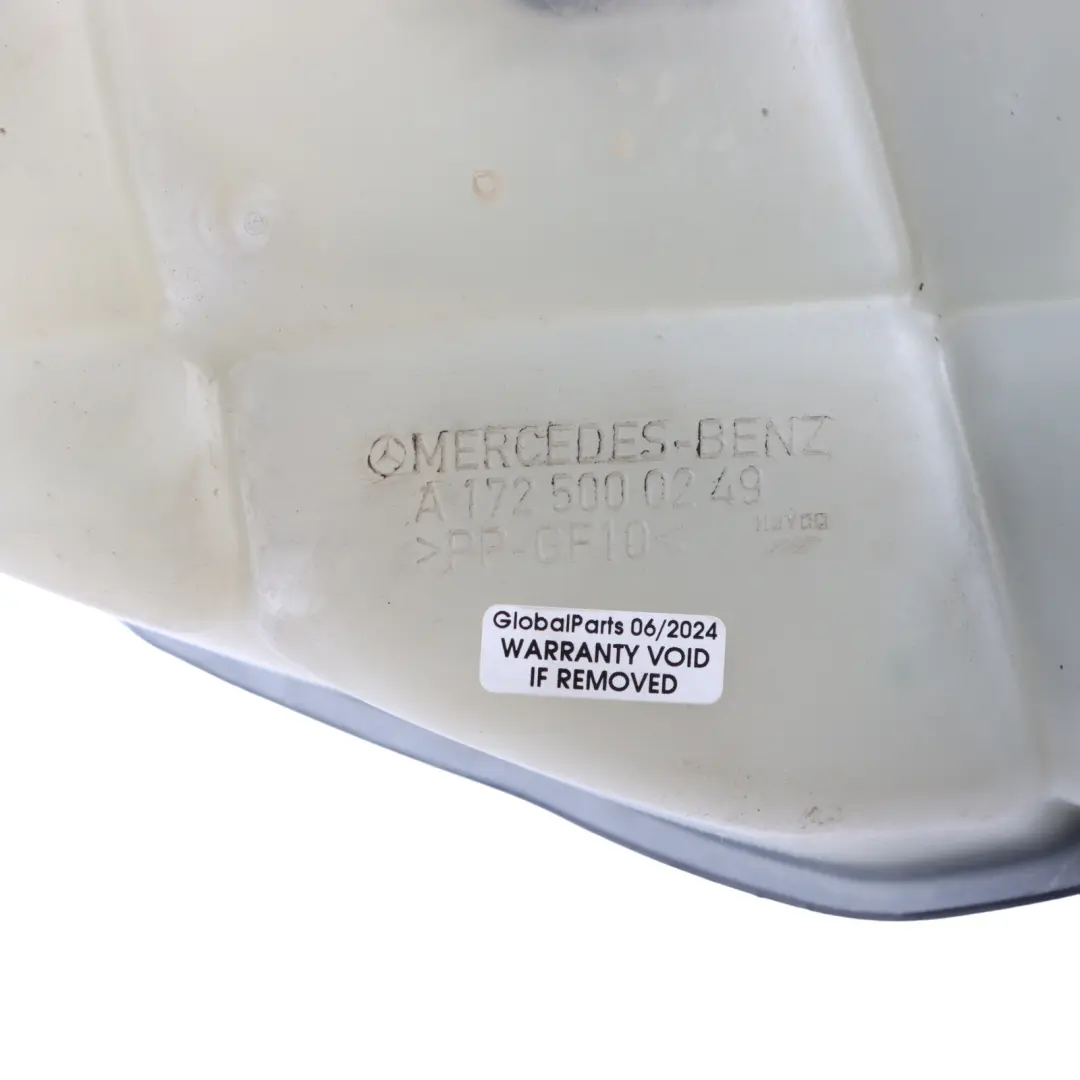 MERCEDES-BENZ
A 172 500 02 49
>PP-GF10<
GlobalParts 06/2024
WARRANTY VOID
IF REMOVED